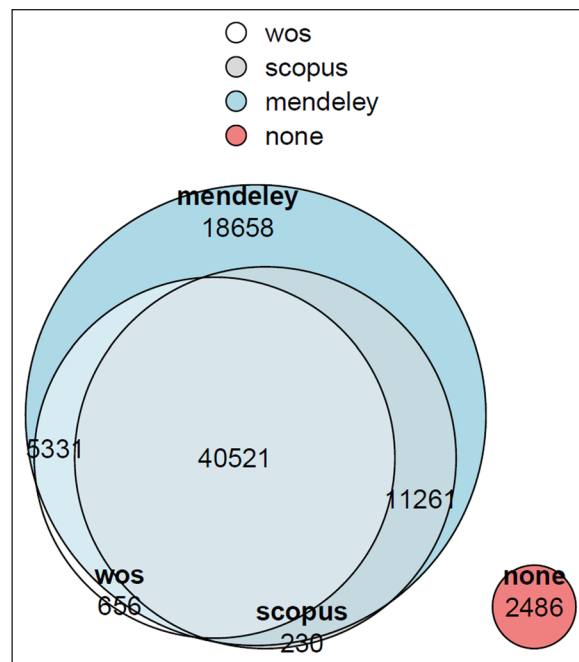 wos
scopus
mendeley
none
mendeley
18658
5331
40521
11261
wos
656
scopus
230
none
2486